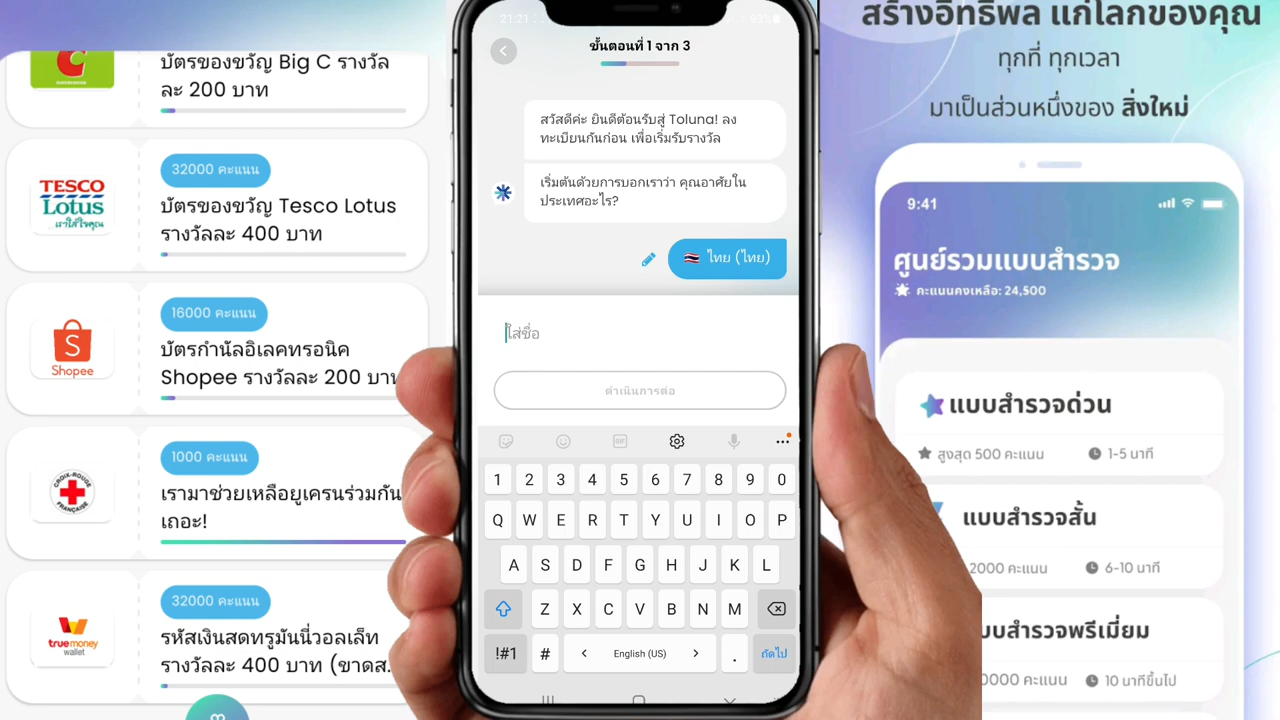 บัตรของขวัญ Big C รางวัล
ละ 200 บาท
TESCO
Lotus
เราใส่ใจคุณ
32000 คะแนน
บัตรของขวัญ Tesco Lotus
รางวัลละ 400 บาท
Shopee
16000 คะแนน
บัตรกำนัลอิเลคทรอนิค
Shopee รางวัลละ 200 บาท
CROIX-ROUGE
FRANÇAISE
1000 คะแนน
เรามาช่วยเหลือยูเครนร่วมกัน
เถอะ!
true money
wallet
32000 คะแนน
รหัสเงินสดทรูมันนี่วอลเล็ท
รางวัลละ 400 บาท (ขาดส.
21:21
93%
ขั้นตอนที่ 1 จาก 3
สวัสดีค่ะ ยินดีต้อนรับสู่ Toluna! ลง
ทะเบียนกันก่อน เพื่อเริ่มรับรางวัล
เริ่มต้นด้วยการบอกเราว่า คุณอาศัยใน
ประเทศอะไร?
ไทย (ไทย)
ใส่ชื่อ
ดำเนินการต่อ
GIF
1 2 3 4 5 6 7 8 9 0
Q W E R T Y U I O P
A S D F G H J K L
Z X C V B N M
!#1 # < English (US) > . ถัดไป
สร้างอิทธิพล แก่โลกของคุณ
ทุกที่ ทุกเวลา
มาเป็นส่วนหนึ่งของ สิ่งใหม่
9:41
ศูนย์รวมแบบสำรวจ
คะแนนคงเหลือ: 24,500
แบบสำรวจด่วน
สูงสุด 500 คะแนน
1-5 นาที
แบบสำรวจสั้น
2000 คะแนน
6-10 นาที
บบสำรวจพรีเมี่ยม
0000 คะแนน
10 นาทีขึ้นไป